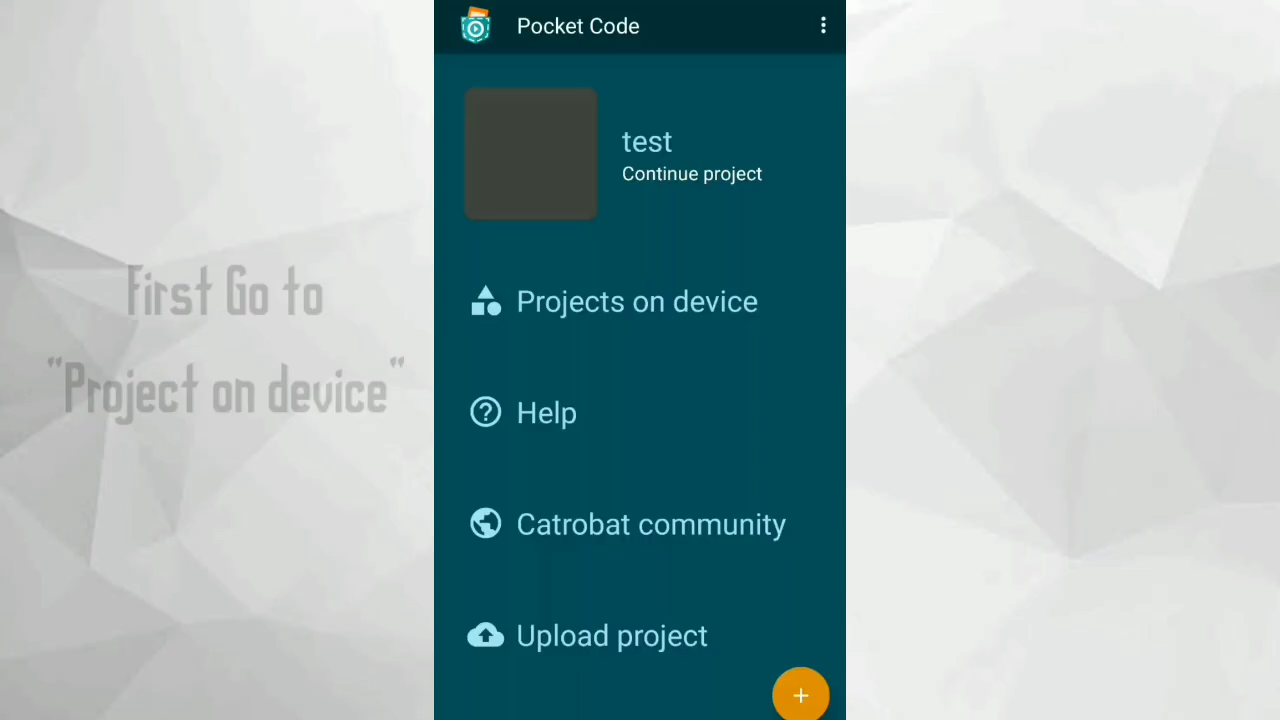 Pocket Code
test
Continue project
First Go to
"Project on device"
Projects on device
Help
Catrobat community
Upload project